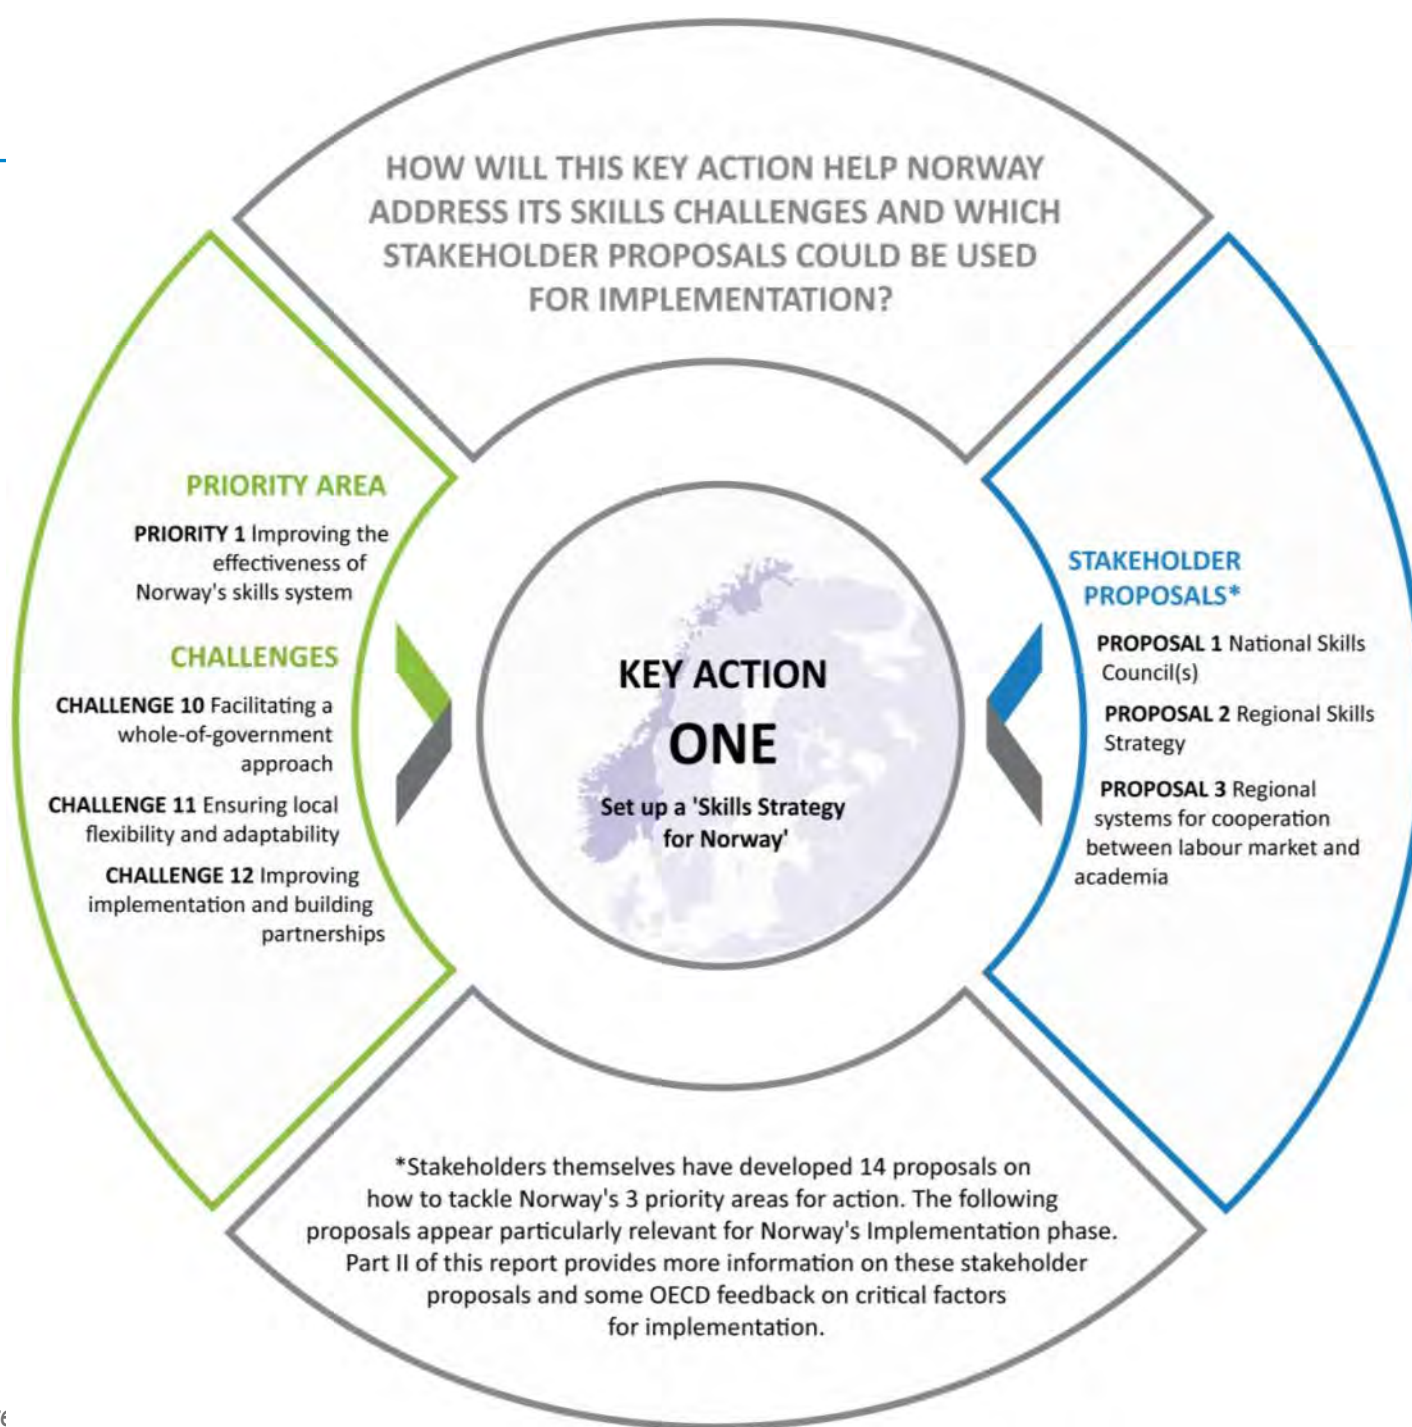 HOW WILL THIS KEY ACTION HELP NORWAY
ADDRESS ITS SKILLS CHALLENGES AND WHICH
STAKEHOLDER PROPOSALS COULD BE USED
FOR IMPLEMENTATION?
PRIORITY AREA
PRIORITY 1 Improving the
effectiveness of
Norway's skills system
CHALLENGES
CHALLENGE 10 Facilitating a
whole-of-government
approach
CHALLENGE 11 Ensuring local
flexibility and adaptability
CHALLENGE 12 Improving
implementation and building
partnerships
KEY ACTION
ONE
Set up a 'Skills Strategy
for Norway'
STAKEHOLDER
PROPOSALS*
PROPOSAL 1 National Skills
Council(s)
PROPOSAL 2 Regional Skills
Strategy
PROPOSAL 3 Regional
systems for cooperation
between labour market and
academia
*Stakeholders themselves have developed 14 proposals on
how to tackle Norway's 3 priority areas for action. The following
proposals appear particularly relevant for Norway's Implementation phase.
Part II of this report provides more information on these stakeholder
proposals and some OECD feedback on critical factors
for implementation.